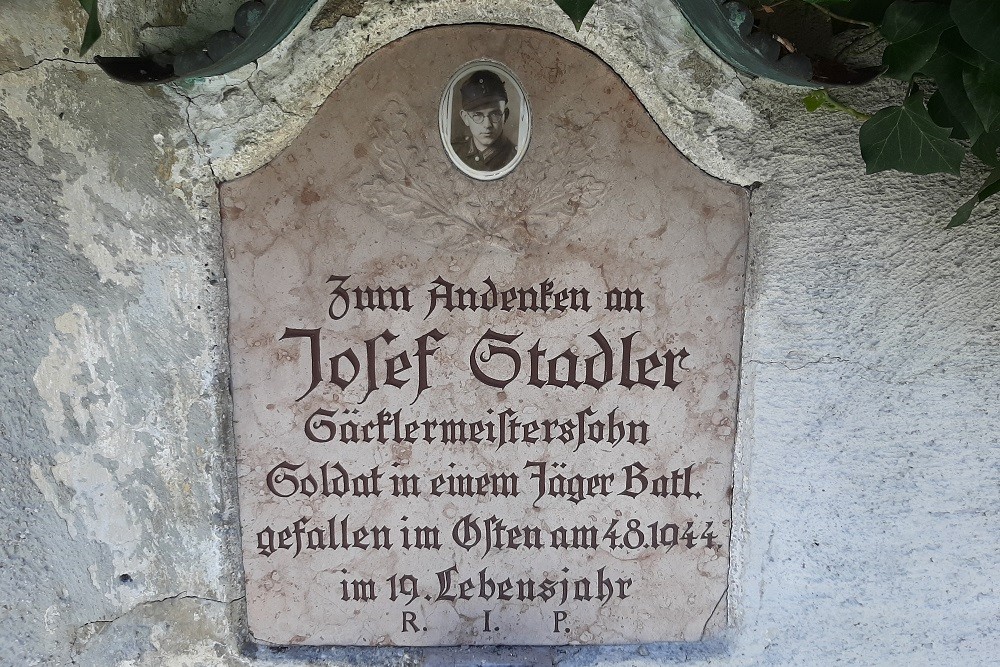 Zum Andenken an
Joſef Stadler
Säcklermeiſtersſohn
Soldat in einem Jäger Batl.
gefallen im Oſten am 4.8.1944
im 19. Lebensjahr
R. I. P.